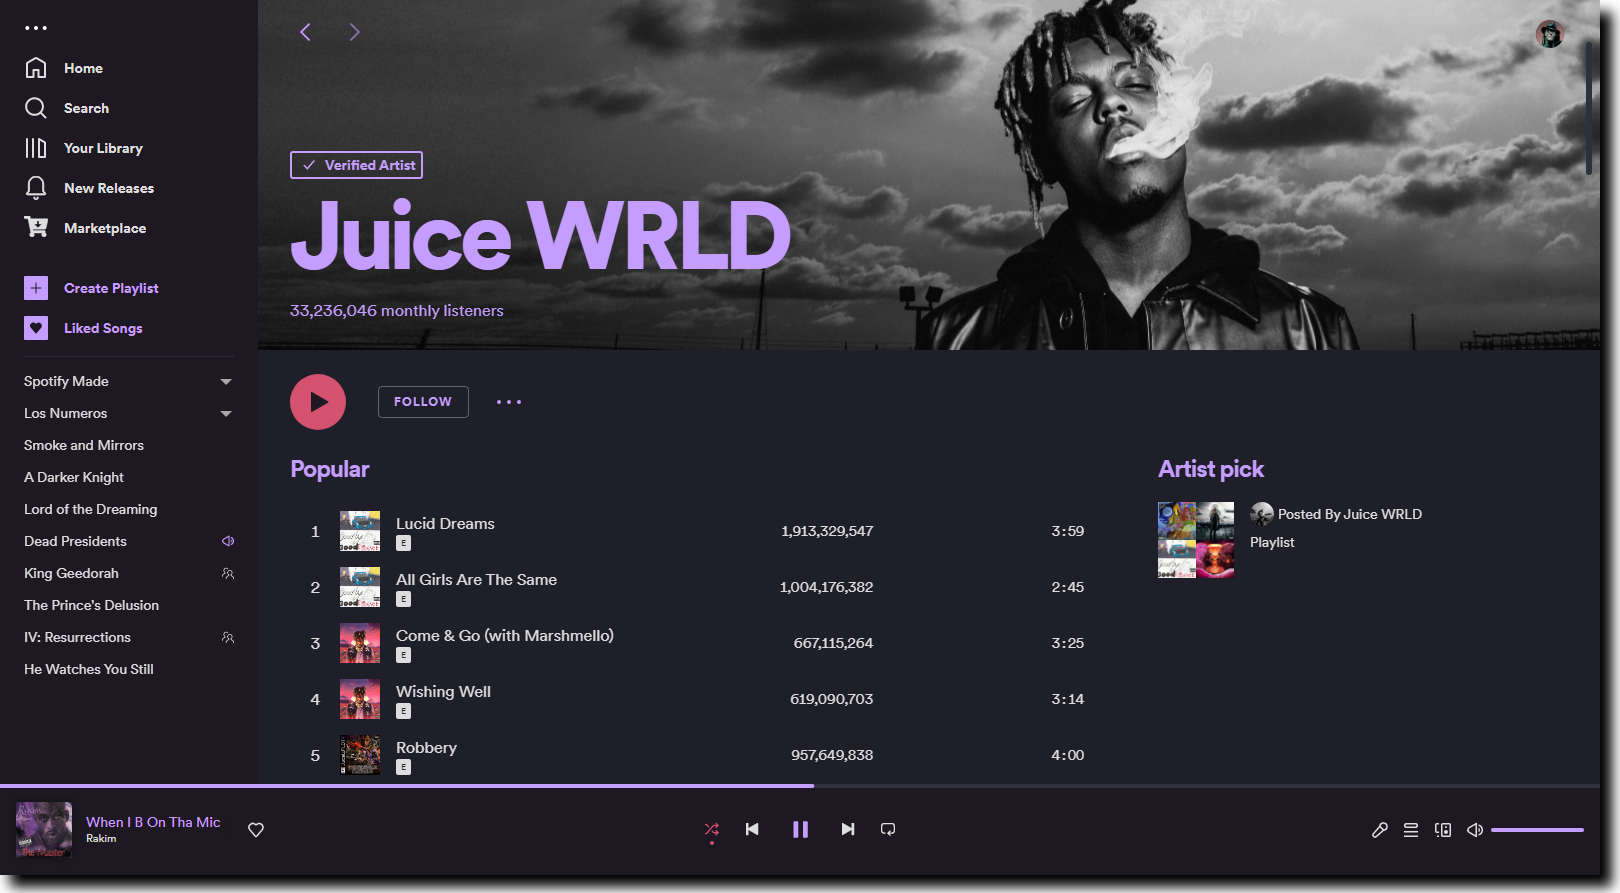 Home
Search
Your Library
New Releases
Marketplace
Create Playlist
Liked Songs
Spotify Made
Los Numeros
Smoke and Mirrors
A Darker Knight
Lord of the Dreaming
Dead Presidents
King Geedorah
The Prince's Delusion
IV: Resurrections
He Watches You Still
Verified Artist
Juice WRLD
33,236,046 monthly listeners
FOLLOW
Popular
1 Lucid Dreams 1,913,329,547 3:59
E
2 All Girls Are The Same 1,004,176,382 2:45
E
3 Come & Go (with Marshmello) 667,115,264 3:25
E
4 Wishing Well 619,090,703 3:14
E
5 Robbery 957,649,838 4:00
E
Artist pick
Posted By Juice WRLD
Playlist
Rakim
The Master
When I B On Tha Mic
Rakim